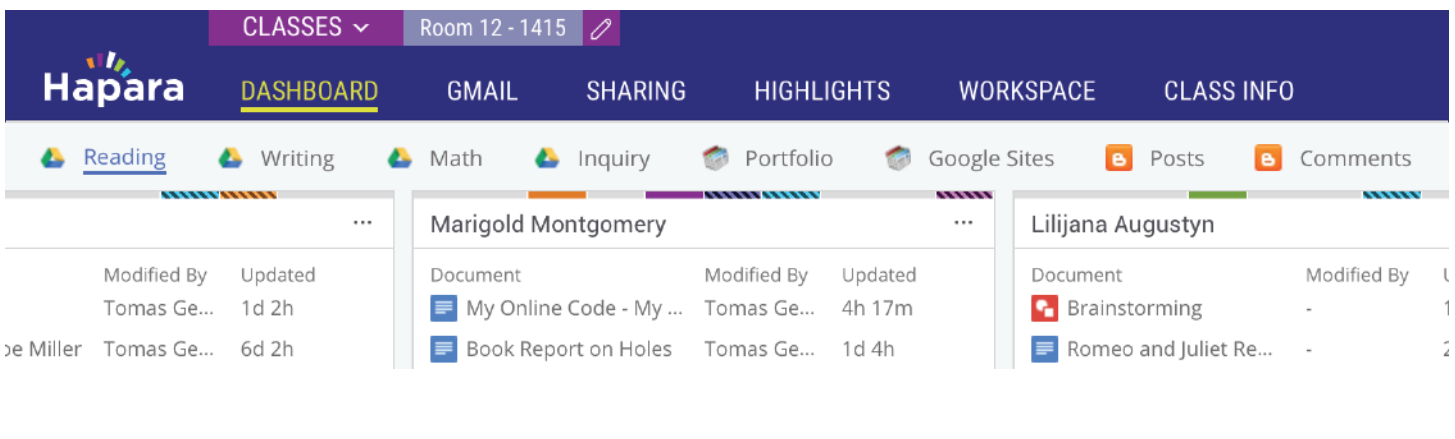 CLASSES Room 12 - 1415
Hapara DASHBOARD GMAIL SHARING HIGHLIGHTS WORKSPACE CLASS INFO
Reading Writing Math Inquiry Portfolio Google Sites Posts Comments
... Marigold Montgomery ... Lilijana Augustyn
Modified By Updated Document Modified By Updated Document Modified By
Tomas Ge... 1d 2h My Online Code - My ... Tomas Ge... 4h 17m Brainstorming -
Miller Tomas Ge... 6d 2h Book Report on Holes Tomas Ge... 1d 4h Romeo and Juliet Re... -